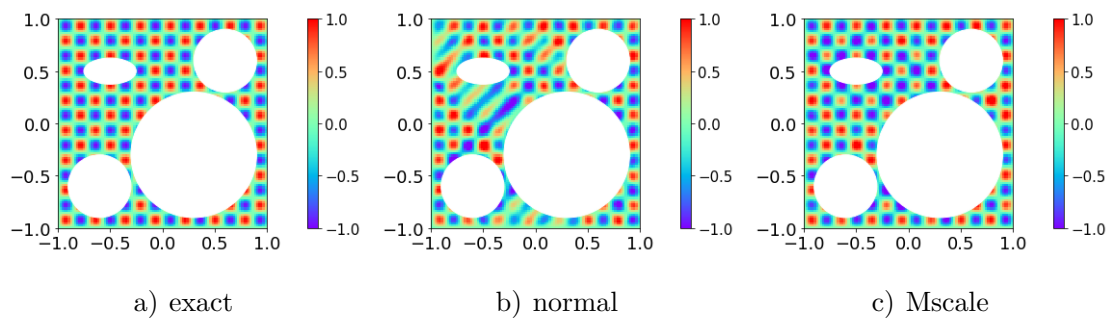 1.0 1.0 1.0 1.0 1.0 1.0
0.5 0.5 0.5 0.5 0.5 0.5
0.0 0.0 0.0 0.0 0.0 0.0
−0.5 −0.5 −0.5 −0.5 −0.5 −0.5
−1.0 −1.0 −1.0 −1.0 −1.0 −1.0
−1.0 −0.5 0.0 0.5 1.0 −1.0 −0.5 0.0 0.5 1.0 −1.0 −0.5 0.0 0.5 1.0
a) exact b) normal c) Mscale